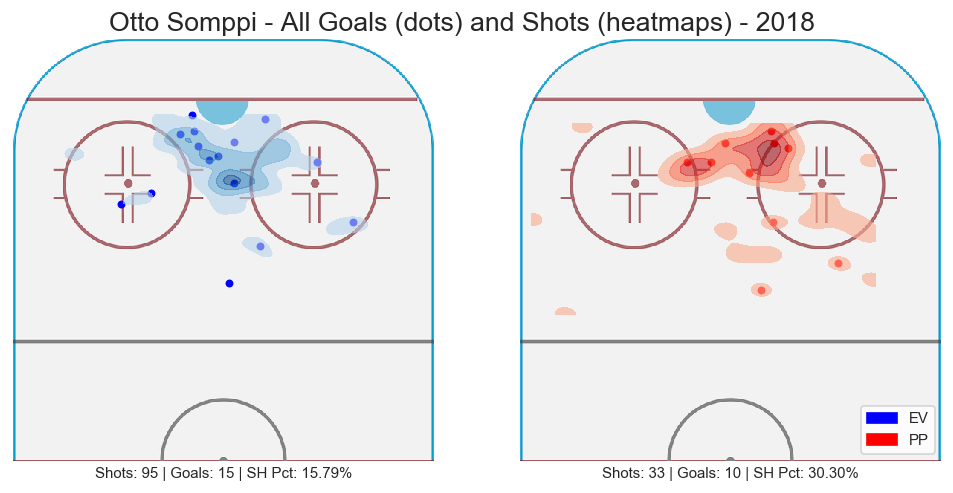 Otto Somppi - All Goals (dots) and Shots (heatmaps) - 2018
EV
PP
Shots: 95 | Goals: 15 | SH Pct: 15.79%
Shots: 33 | Goals: 10 | SH Pct: 30.30%